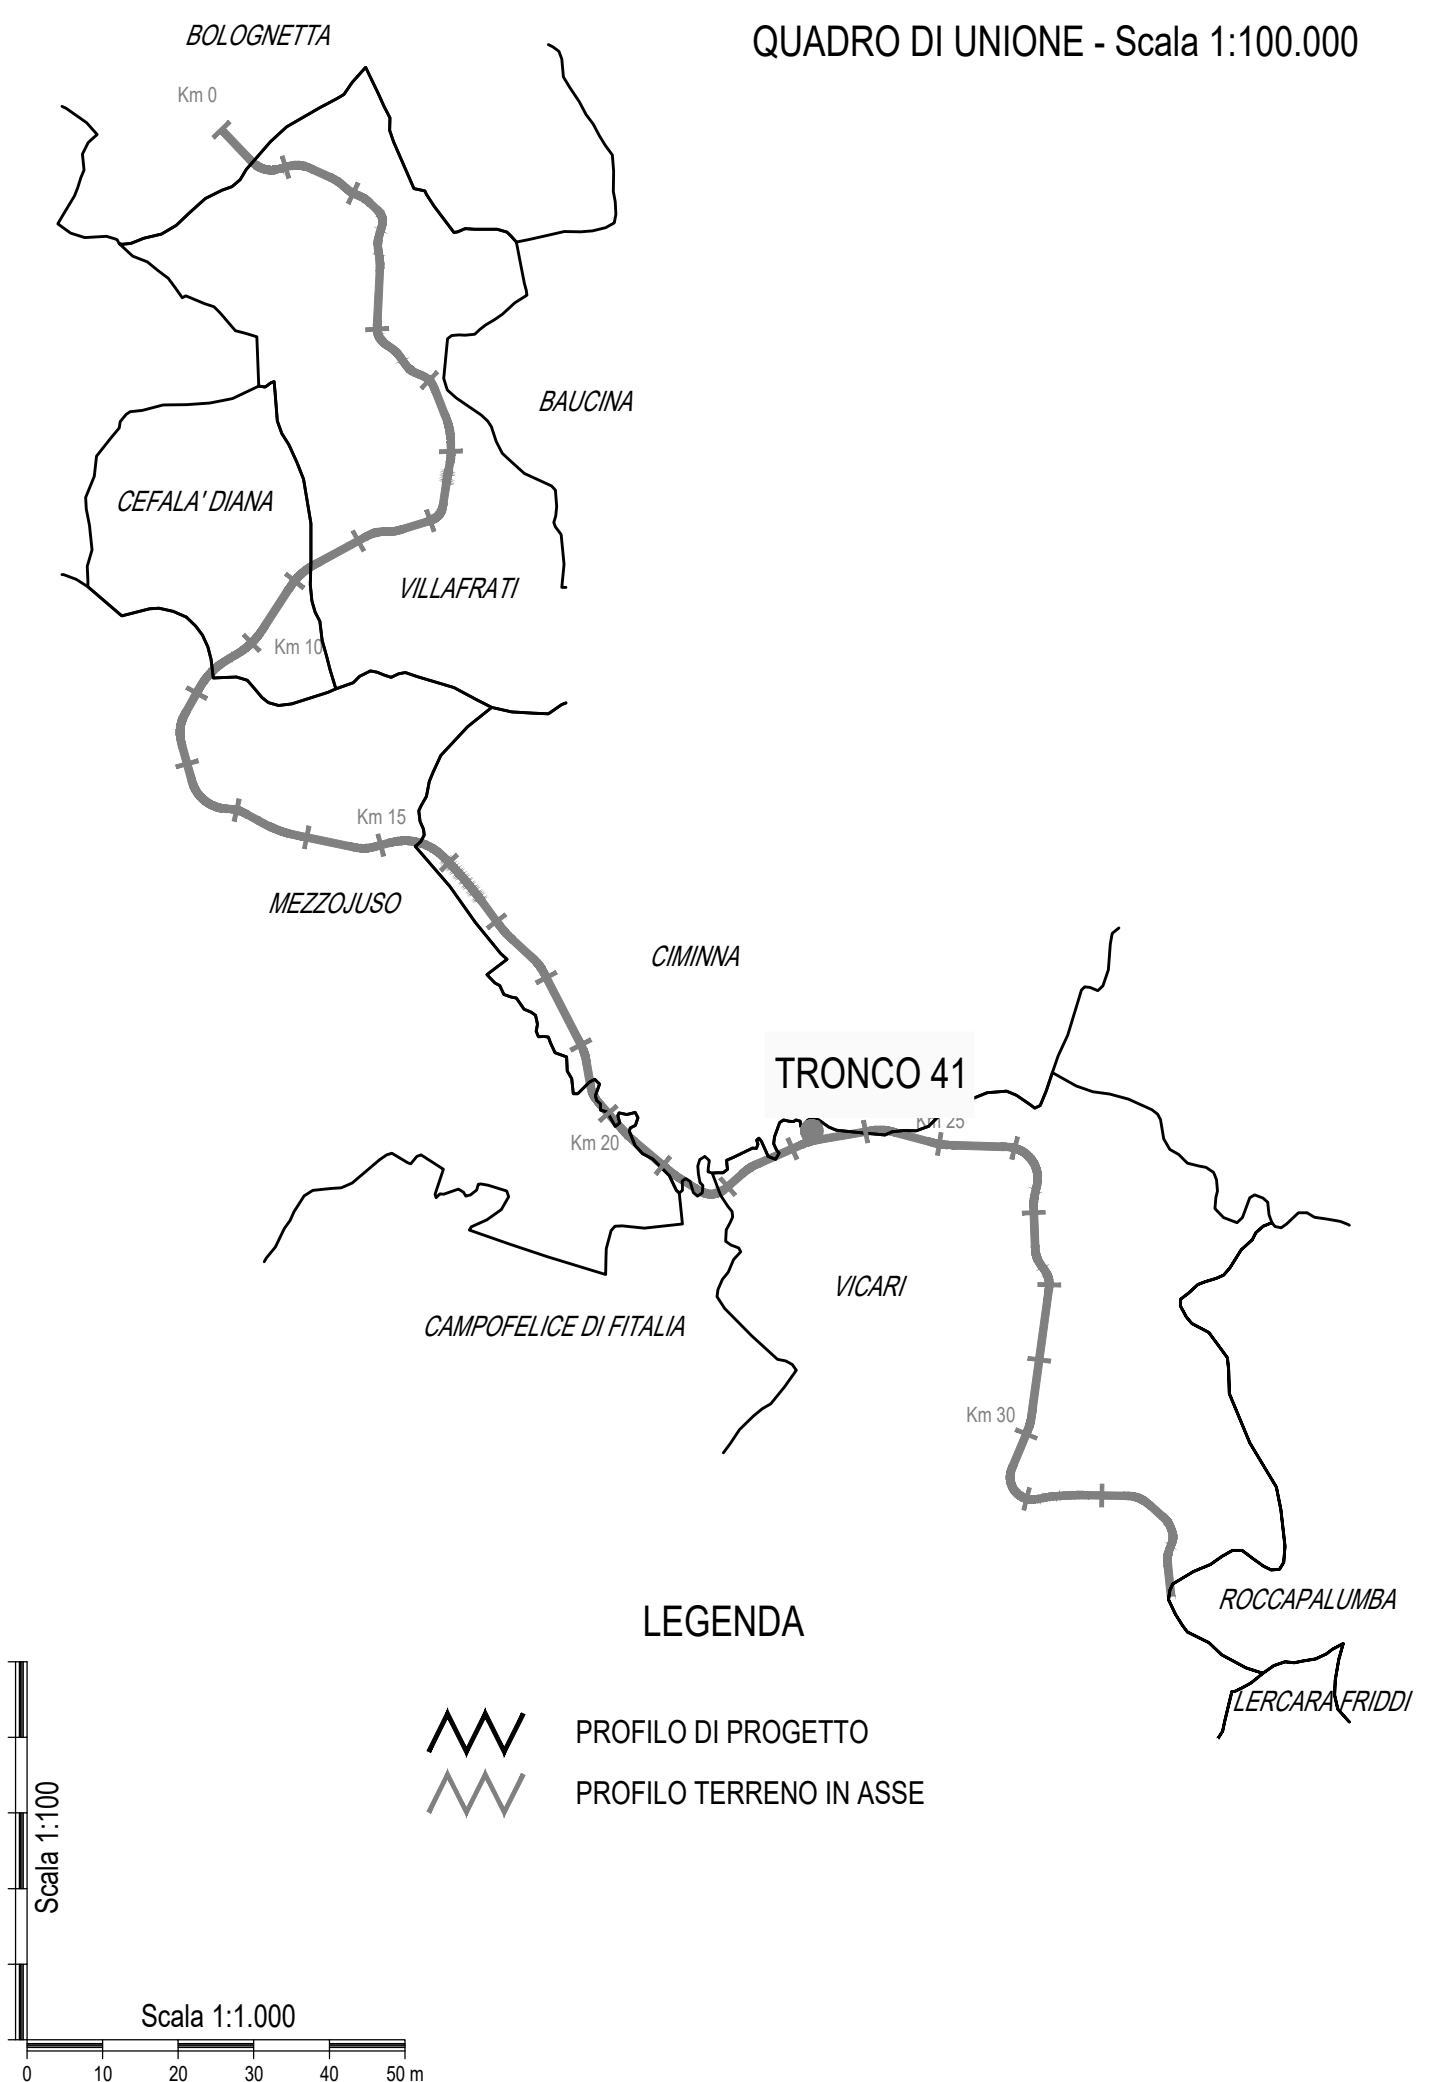 BOLOGNETTA
QUADRO DI UNIONE - Scala 1:100.000
Km 0
BAUCINA
CEFALA' DIANA
VILLAFRATI
Km 10
Km 15
MEZZOJUSO
CIMINNA
TRONCO 41
Km 25
Km 20
VICARI
CAMPOFELICE DI FITALIA
Km 30
ROCCAPALUMBA
LEGENDA
LERCARA FRIDDI
PROFILO DI PROGETTO
PROFILO TERRENO IN ASSE
Scala 1:100
Scala 1:1.000
0 10 20 30 40 50 m